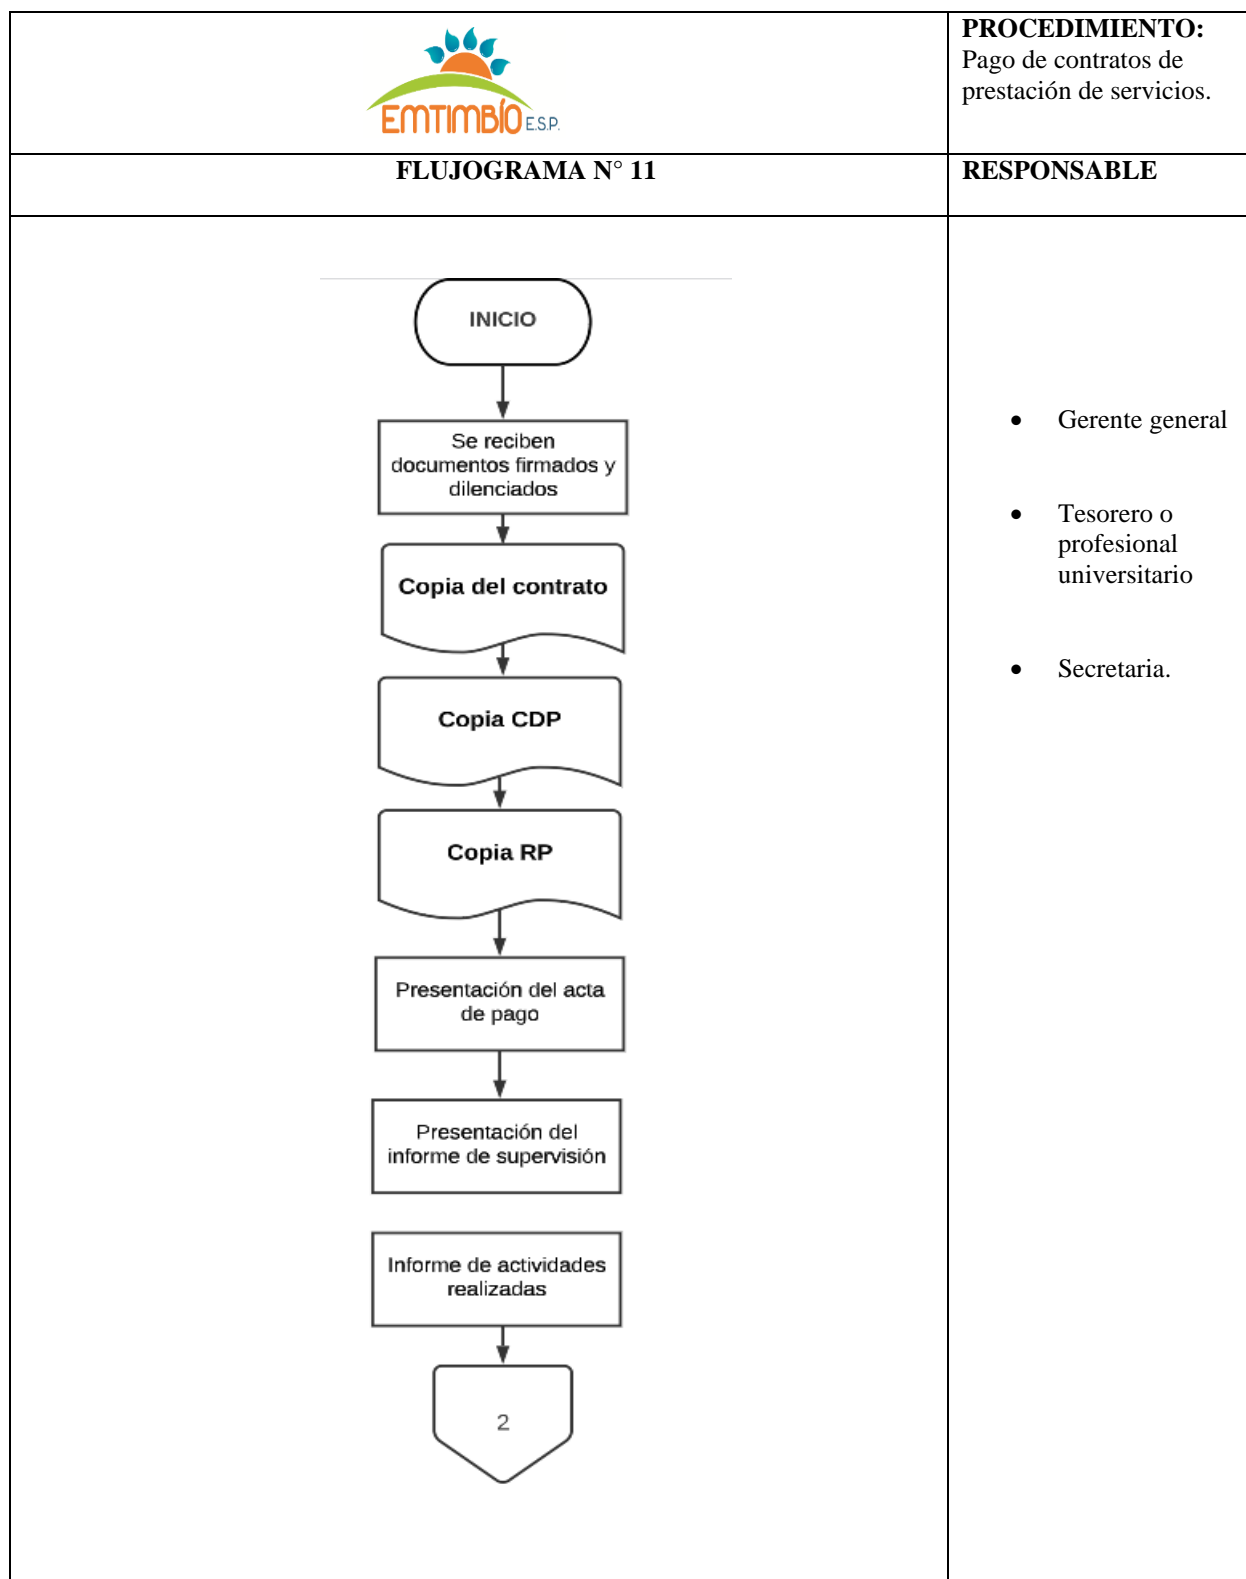 EMTIMBÍO E.S.P.
PROCEDIMIENTO:
Pago de contratos de
prestación de servicios.
FLUJOGRAMA N° 11
RESPONSABLE
INICIO
Se reciben
documentos firmados y
dilenciados
Copia del contrato
Copia CDP
Copia RP
Presentación del acta
de pago
Presentación del
informe de supervisión
Informe de actividades
realizadas
2
• Gerente general
• Tesorero o
profesional
universitario
• Secretaria.